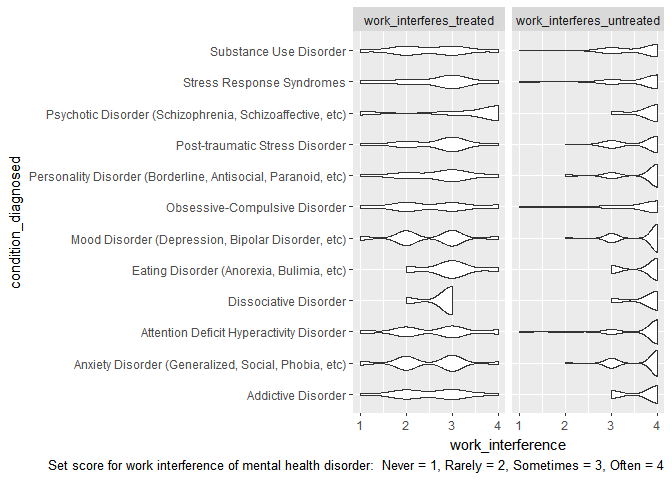 work_interferes_treated work_interferes_untreated
Substance Use Disorder
Stress Response Syndromes
Psychotic Disorder (Schizophrenia, Schizoaffective, etc)
Post-traumatic Stress Disorder
Personality Disorder (Borderline, Antisocial, Paranoid, etc)
Obsessive-Compulsive Disorder
Mood Disorder (Depression, Bipolar Disorder, etc)
Eating Disorder (Anorexia, Bulimia, etc)
Dissociative Disorder
Attention Deficit Hyperactivity Disorder
Anxiety Disorder (Generalized, Social, Phobia, etc)
Addictive Disorder
condition_diagnosed
1 2 3 4 1 2 3 4
work_interference
Set score for work interference of mental health disorder: Never = 1, Rarely = 2, Sometimes = 3, Often = 4